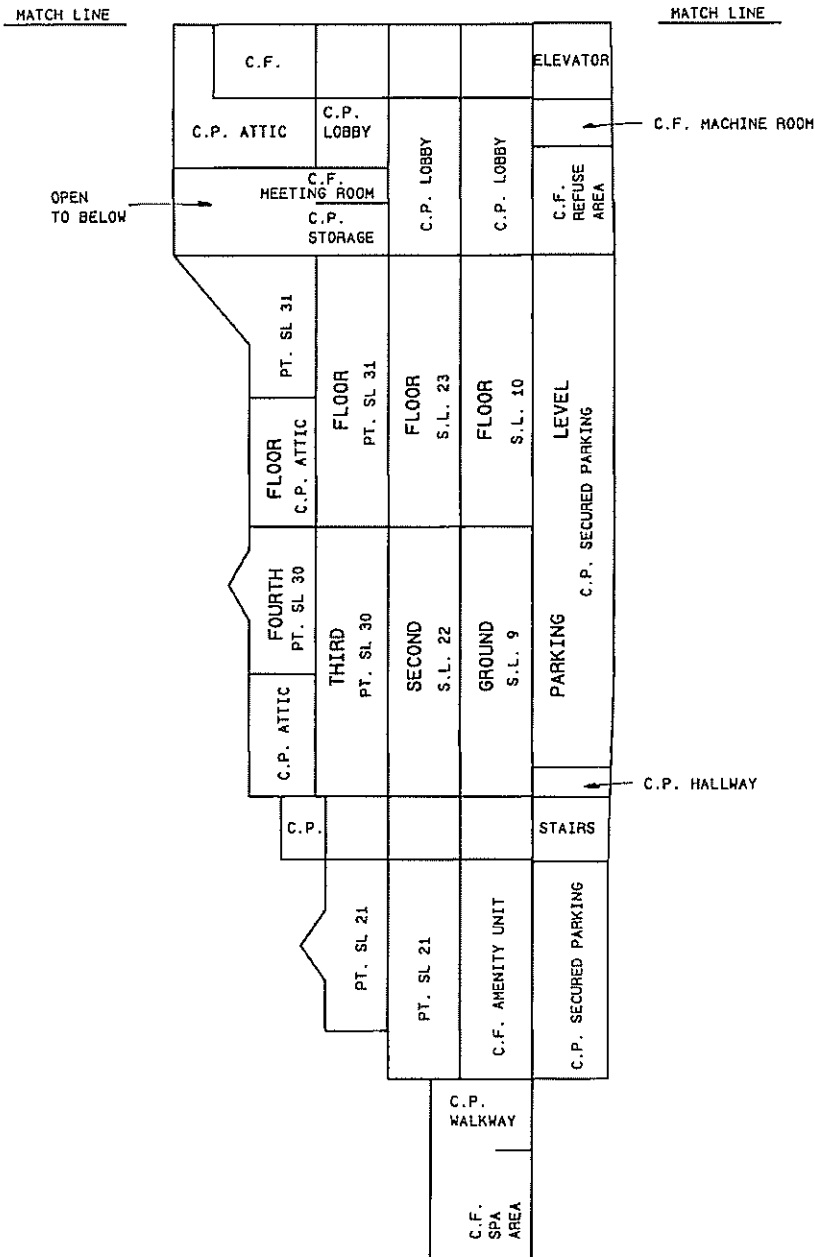 MATCH LINE
MATCH LINE
C.F.
ELEVATOR
C.P. ATTIC
C.P.
LOBBY
C.P. LOBBY
C.P. LOBBY
C.F. MACHINE ROOM
C.F.
REFUSE
AREA
OPEN
TO BELOW
C.F.
MEETING ROOM
C.P.
STORAGE
PT. SL 31
FLOOR
PT. SL 31
FLOOR
S.L. 23
FLOOR
S.L. 10
LEVEL
C.P. SECURED PARKING
FLOOR
C.P. ATTIC
FOURTH
PT. SL 30
THIRD
PT. SL 30
SECOND
S.L. 22
GROUND
S.L. 9
PARKING
C.P. ATTIC
C.P. HALLWAY
C.P.
STAIRS
PT. SL 21
PT. SL 21
C.F. AMENITY UNIT
C.P. SECURED PARKING
C.P.
WALKWAY
C.F.
SPA
AREA